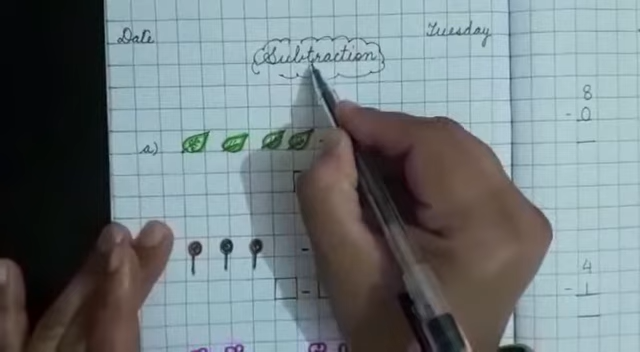 Date
Tuesday
Subtraction
a)
-
- 
8
- 0
4
- 1